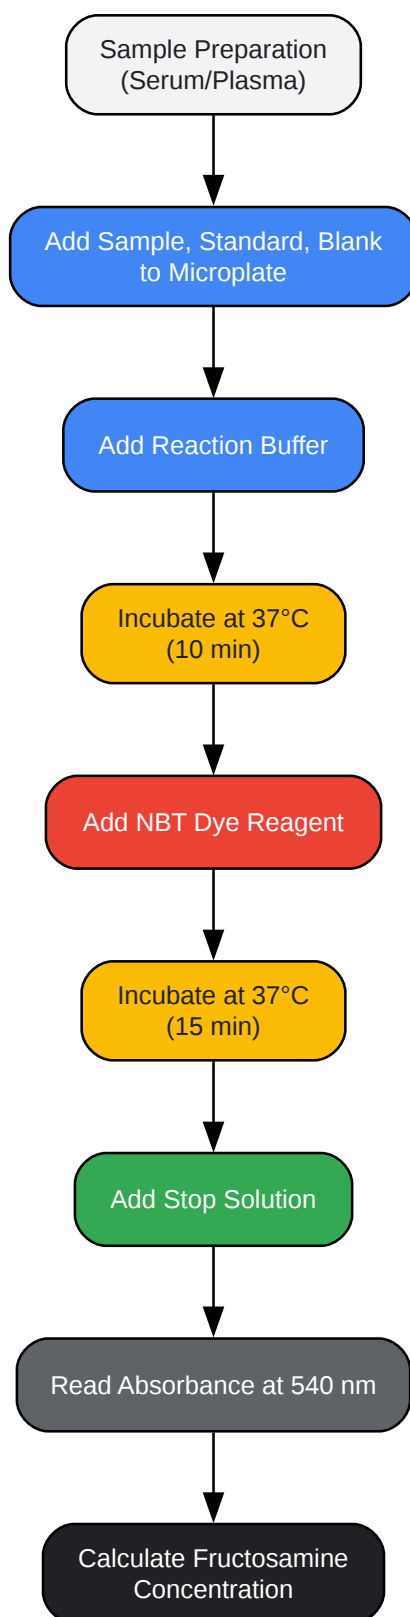 Sample Preparation
(Serum/Plasma)
Add Sample, Standard, Blank
to Microplate
Add Reaction Buffer
Incubate at 37°C
(10 min)
Add NBT Dye Reagent
Incubate at 37°C
(15 min)
Add Stop Solution
Read Absorbance at 540 nm
Calculate Fructosamine
Concentration